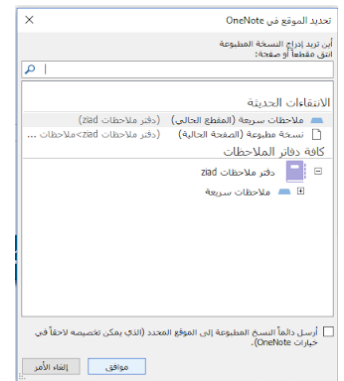 تحديد الموقع في OneNote
أين تريد إدراج النسخة المطبوعة
انتق مقطعاً أو صفحة:
الانتقاءات الحديثة
ملاحظات سريعة (المقطع الحالي) (دفتر ملاحظات ziad)
نسخة مطبوعة (الصفحة الحالية) (دفتر ملاحظات ziad>ملاحظات ...
كافة دفاتر الملاحظات
دفتر ملاحظات ziad
ملاحظات سريعة
أرسل دائماً النسخ المطبوعة إلى الموقع المحدد (الذي يمكن تخصيصه لاحقاً في
خيارات OneNote).
موافق
إلغاء الأمر